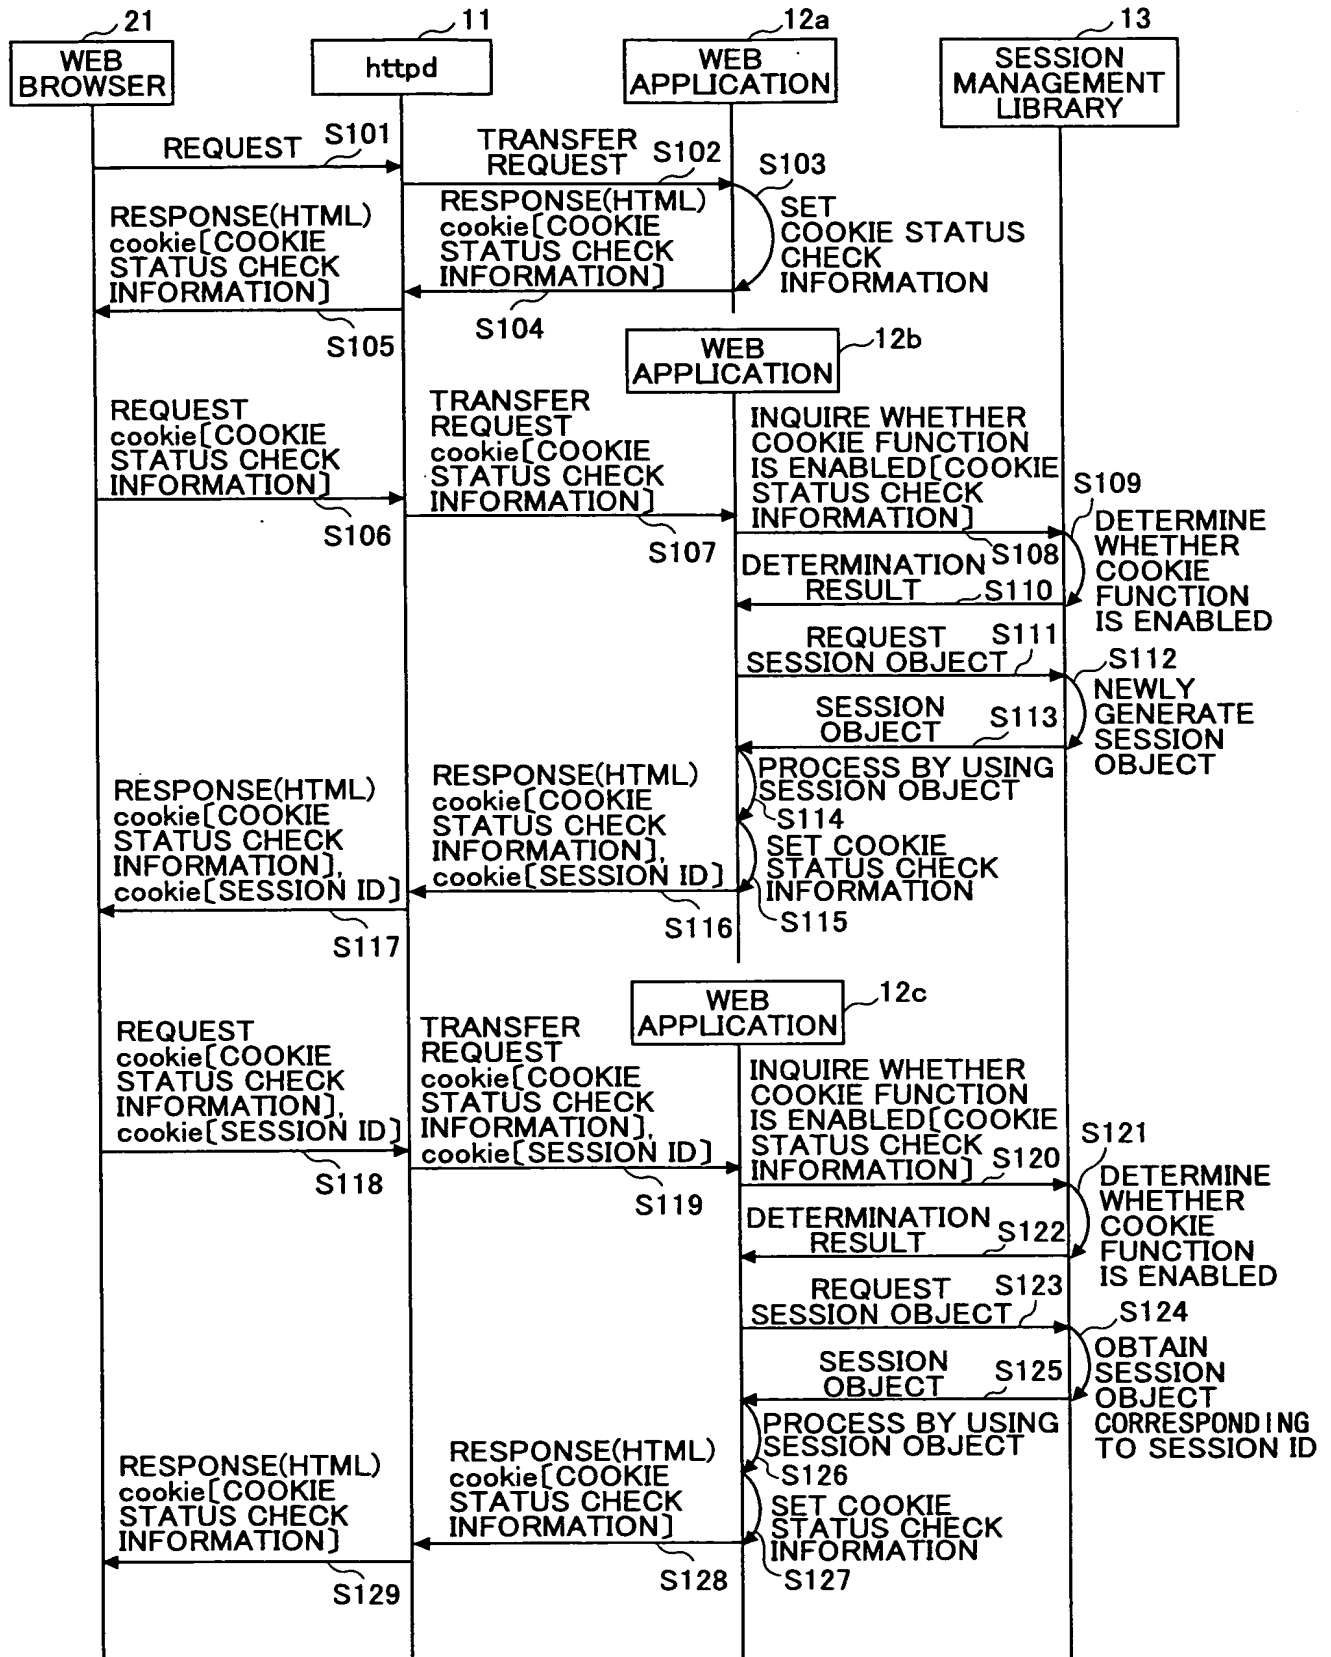 21
WEB
BROWSER
11
httpd
12a
WEB
APPLICATION
13
SESSION
MANAGEMENT
LIBRARY
REQUEST
S101
TRANSFER
REQUEST
S102
S103
SET
COOKIE STATUS
CHECK
INFORMATION
RESPONSE(HTML)
cookie[COOKIE
STATUS CHECK
INFORMATION]
S104
RESPONSE(HTML)
cookie[COOKIE
STATUS CHECK
INFORMATION]
S105
WEB
APPLICATION
12b
REQUEST
cookie[COOKIE
STATUS CHECK
INFORMATION]
S106
TRANSFER
REQUEST
cookie[COOKIE
STATUS CHECK
INFORMATION]
S107
INQUIRE WHETHER
COOKIE FUNCTION
IS ENABLED[COOKIE
STATUS CHECK
INFORMATION]
S108
S109
DETERMINE
WHETHER
COOKIE
FUNCTION
IS ENABLED
DETERMINATION
RESULT
S110
REQUEST
SESSION OBJECT
S111
S112
NEWLY
GENERATE
SESSION
OBJECT
SESSION
OBJECT
S113
PROCESS BY USING
SESSION OBJECT
S114
SET COOKIE
STATUS CHECK
INFORMATION
S115
RESPONSE(HTML)
cookie[COOKIE
STATUS CHECK
INFORMATION],
cookie[SESSION ID]
S116
RESPONSE(HTML)
cookie[COOKIE
STATUS CHECK
INFORMATION],
cookie[SESSION ID]
S117
WEB
APPLICATION
12c
REQUEST
cookie[COOKIE
STATUS CHECK
INFORMATION],
cookie[SESSION ID]
S118
TRANSFER
REQUEST
cookie[COOKIE
STATUS CHECK
INFORMATION],
cookie[SESSION ID]
S119
INQUIRE WHETHER
COOKIE FUNCTION
IS ENABLED[COOKIE
STATUS CHECK
INFORMATION]
S120
S121
DETERMINE
WHETHER
COOKIE
FUNCTION
IS ENABLED
DETERMINATION
RESULT
S122
REQUEST
SESSION OBJECT
S123
S124
OBTAIN
SESSION
OBJECT
CORRESPONDING
TO SESSION ID
SESSION
OBJECT
S125
PROCESS BY USING
SESSION OBJECT
S126
SET COOKIE
STATUS CHECK
INFORMATION
S127
RESPONSE(HTML)
cookie[COOKIE
STATUS CHECK
INFORMATION]
S128
RESPONSE(HTML)
cookie[COOKIE
STATUS CHECK
INFORMATION]
S129